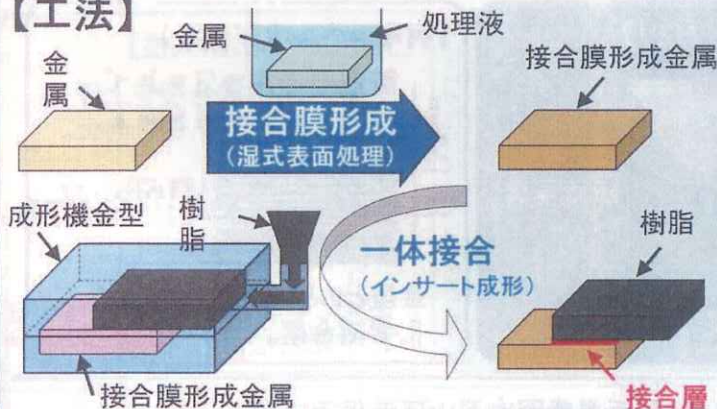 【工法】
金属
金属
処理液
接合膜形成金属
接合膜形成
(湿式表面処理)
成形機金型
樹脂
一体接合
(インサート成形)
樹脂
接合膜形成金属
接合層